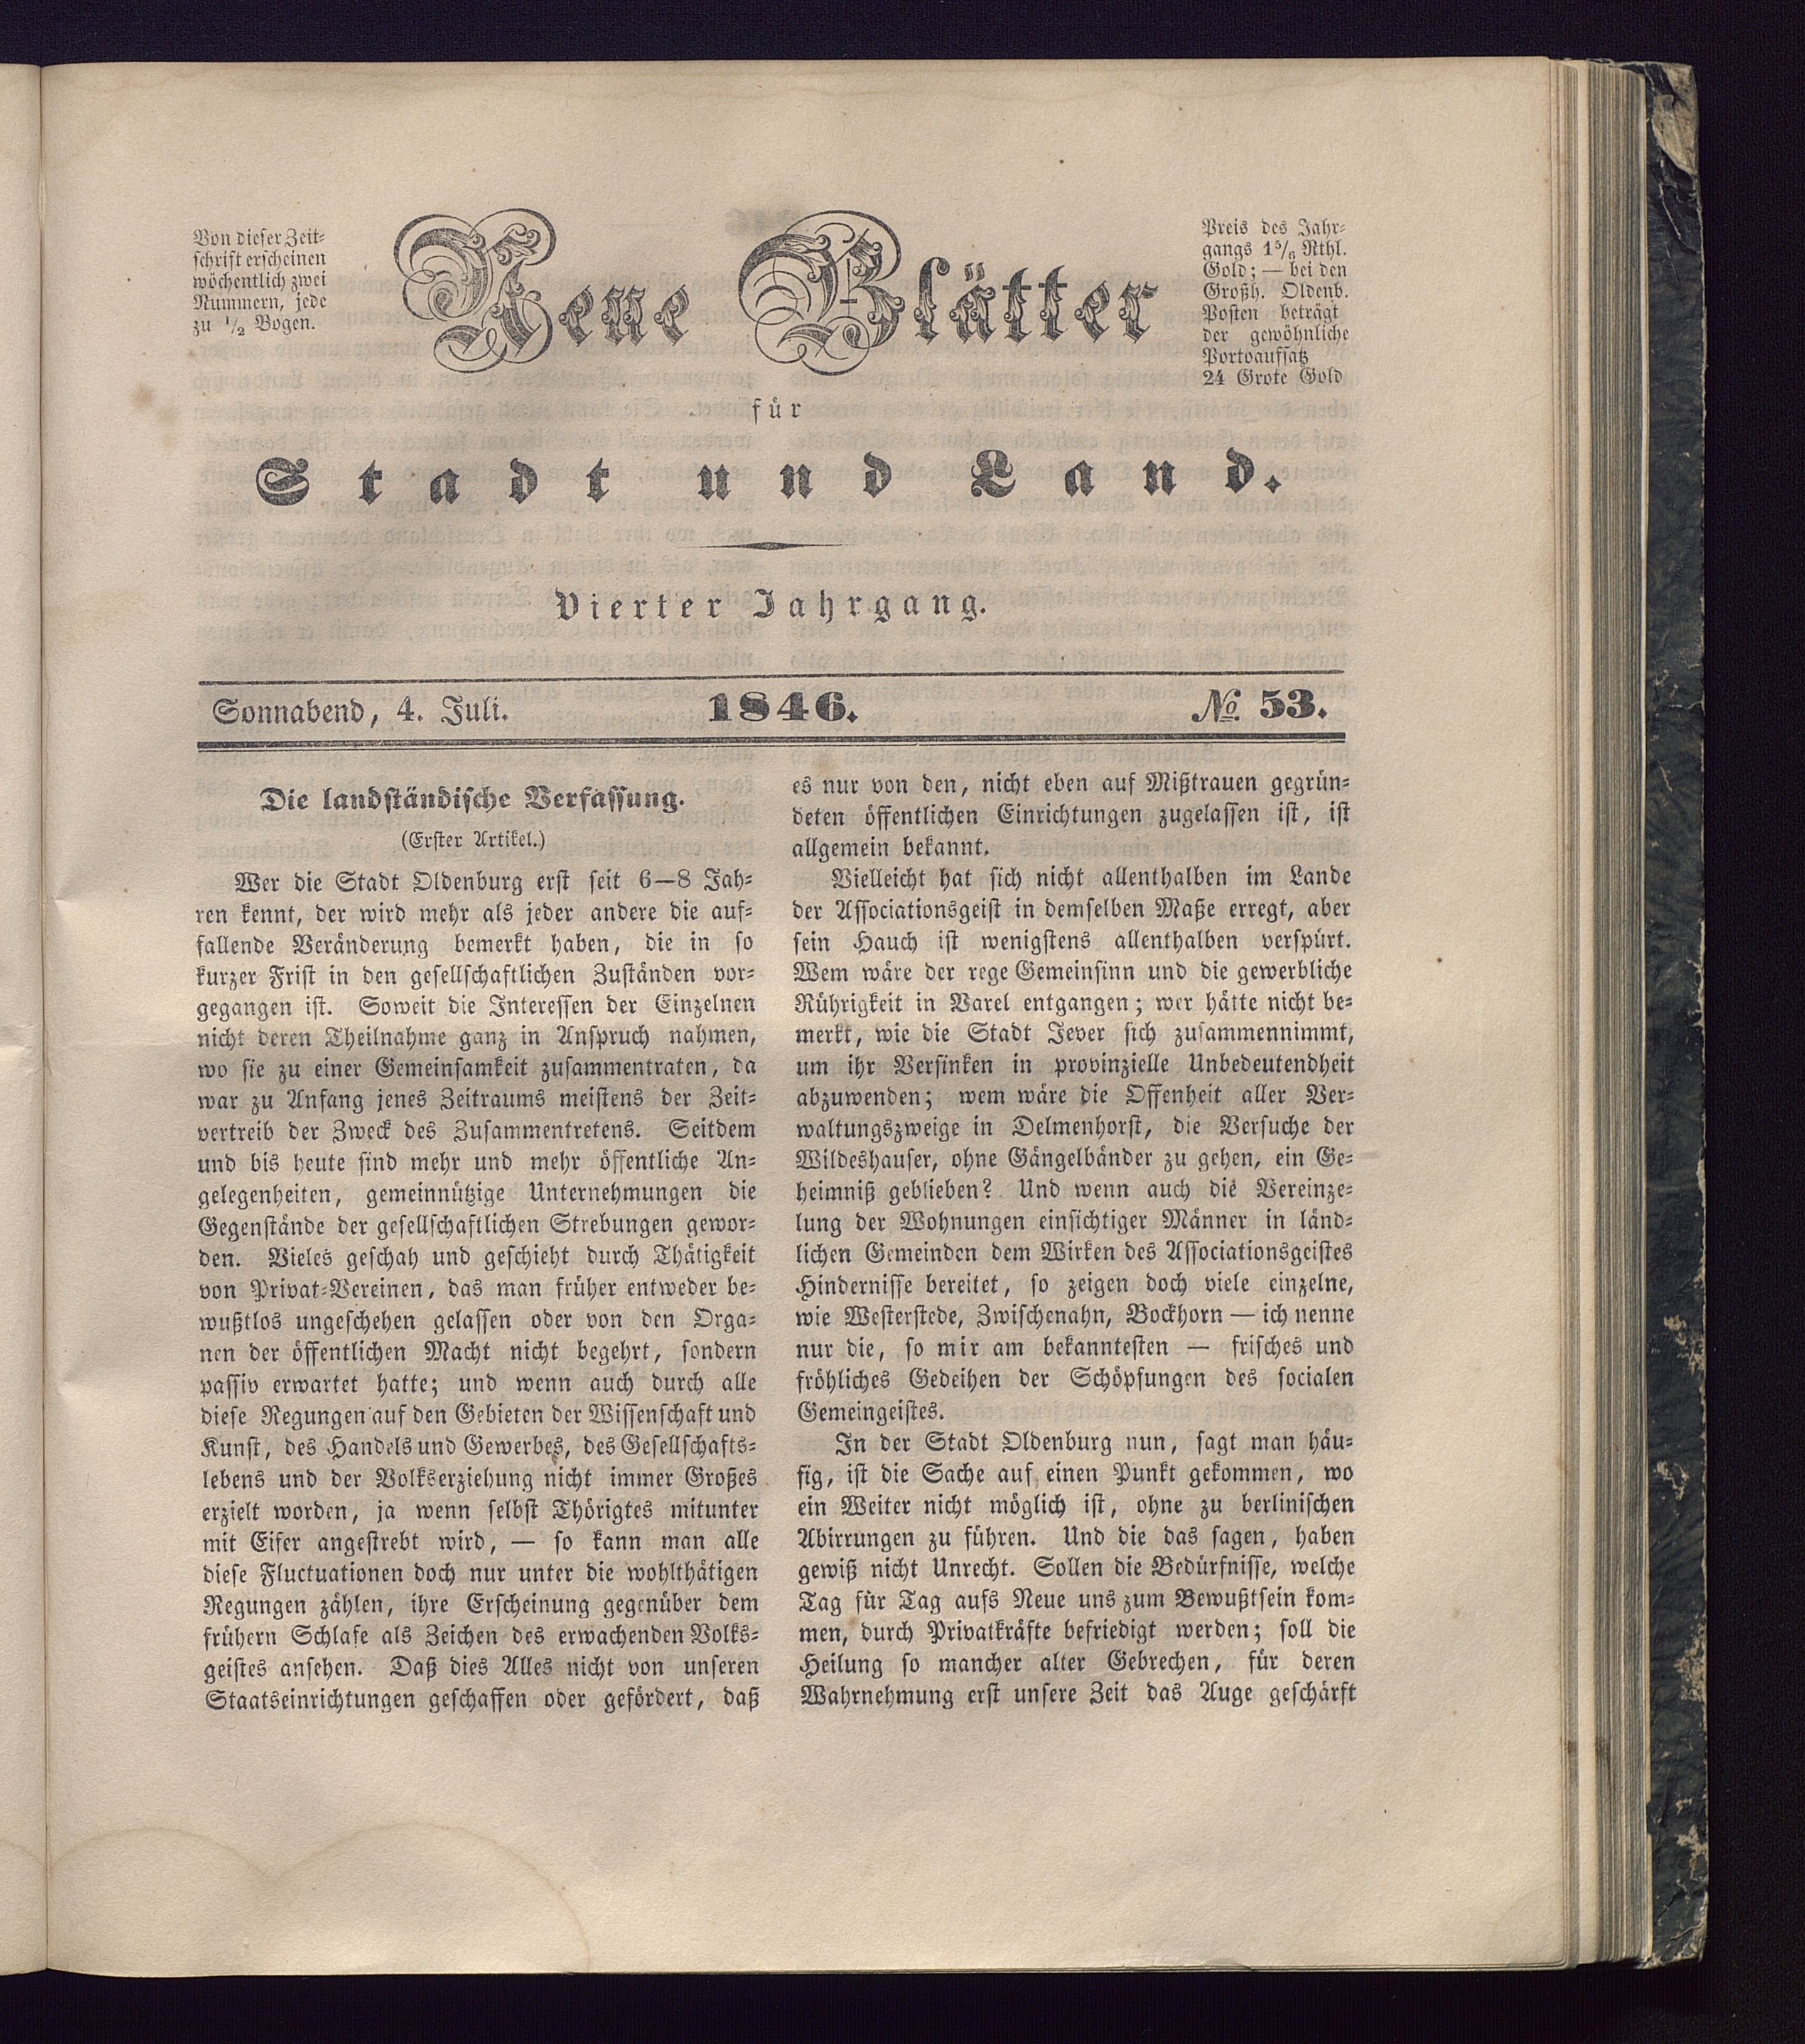 Von dieser Zeit-
schrift erscheinen
wöchentlich zwei
Nummern, jede
zu 1/2 Bogen.
Neue Blätter
Preis des Jahr-
gangs 1 5/6 Rthl.
Gold; — bei den
Großh. Oldenb.
Posten beträgt
der gewöhnliche
Portoaufsatz
24 Grote Gold
für
Stadt und Land.
Vierter Jahrgang.
Sonnabend, 4. Juli. 1846. № 53.
Die landständische Verfassung.
(Erster Artikel.)
Wer die Stadt Oldenburg erst seit 6—8 Jah-
ren kennt, der wird mehr als jeder andere die auf-
fallende Veränderung bemerkt haben, die in so
kurzer Frist in den gesellschaftlichen Zuständen vor-
gegangen ist. Soweit die Interessen der Einzelnen
nicht deren Theilnahme ganz in Anspruch nahmen,
wo sie zu einer Gemeinsamkeit zusammentraten, da
war zu Anfang jenes Zeitraums meistens der Zeit-
vertreib der Zweck des Zusammentretens. Seitdem
und bis heute sind mehr und mehr öffentliche An-
gelegenheiten, gemeinnützige Unternehmungen die
Gegenstände der gesellschaftlichen Strebungen gewor-
den. Vieles geschah und geschieht durch Thätigkeit
von Privat-Vereinen, das man früher entweder be-
wußtlos ungeschehen gelassen oder von den Orga-
nen der öffentlichen Macht nicht begehrt, sondern
passiv erwartet hatte; und wenn auch durch alle
diese Regungen auf den Gebieten der Wissenschaft und
Kunst, des Handels und Gewerbes, des Gesellschafts-
lebens und der Volkserziehung nicht immer Großes
erzielt worden, ja wenn selbst Thörigtes mitunter
mit Eifer angestrebt wird, — so kann man alle
diese Fluctuationen doch nur unter die wohlthätigen
Regungen zählen, ihre Erscheinung gegenüber dem
frühern Schlafe als Zeichen des erwachenden Volks-
geistes ansehen. Daß dies Alles nicht von unseren
Staatseinrichtungen geschaffen oder gefördert, daß
es nur von den, nicht eben auf Mißtrauen gegrün-
deten öffentlichen Einrichtungen zugelassen ist, ist
allgemein bekannt.
Vielleicht hat sich nicht allenthalben im Lande
der Associationsgeist in demselben Maße erregt, aber
sein Hauch ist wenigstens allenthalben verspürt.
Wem wäre der rege Gemeinsinn und die gewerbliche
Rührigkeit in Varel entgangen; wer hätte nicht be-
merkt, wie die Stadt Jever sich zusammennimmt,
um ihr Versinken in provinzielle Unbedeutendheit
abzuwenden; wem wäre die Offenheit aller Ver-
waltungszweige in Delmenhorst, die Versuche der
Wildeshauser, ohne Gängelbänder zu gehen, ein Ge-
heimniß geblieben? Und wenn auch die Vereinze-
lung der Wohnungen einsichtiger Männer in länd-
lichen Gemeinden dem Wirken des Associationsgeistes
Hindernisse bereitet, so zeigen doch viele einzelne,
wie Westerstede, Zwischenahn, Bockhorn — ich nenne
nur die, so mir am bekanntesten — frisches und
fröhliches Gedeihen der Schöpfungen des socialen
Gemeingeistes.
In der Stadt Oldenburg nun, sagt man häu-
fig, ist die Sache auf einen Punkt gekommen, wo
ein Weiter nicht möglich ist, ohne zu berlinischen
Abirrungen zu führen. Und die das sagen, haben
gewiß nicht Unrecht. Sollen die Bedürfnisse, welche
Tag für Tag aufs Neue uns zum Bewußtsein kom-
men, durch Privatkräfte befriedigt werden; soll die
Heilung so mancher alter Gebrechen, für deren
Wahrnehmung erst unsere Zeit das Auge geschärft